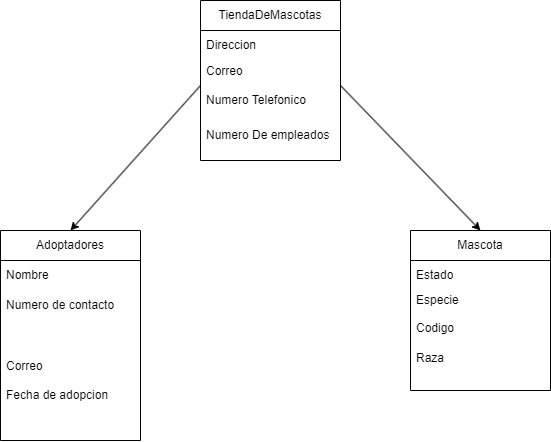 TiendaDeMascotas
Direccion
Correo
Numero Telefonico
Numero De empleados
Adoptadores
Nombre
Numero de contacto
Correo
Fecha de adopcion
Mascota
Estado
Especie
Codigo
Raza